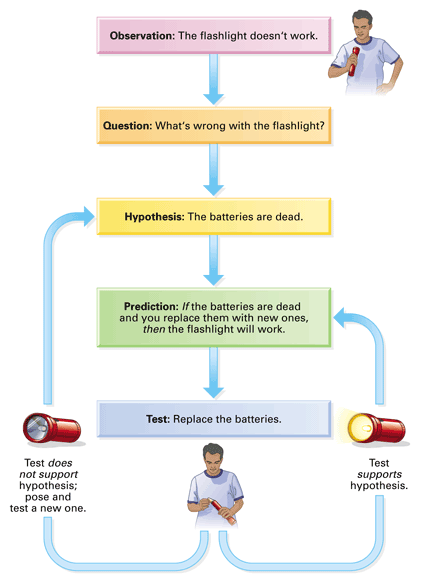 Observation: The flashlight doesn't work.
Question: What's wrong with the flashlight?
Hypothesis: The batteries are dead.
Prediction: If the batteries are dead
and you replace them with new ones,
then the flashlight will work.
Test: Replace the batteries.
Test does
not support
hypothesis;
pose and
test a new one.
Test
supports
hypothesis.